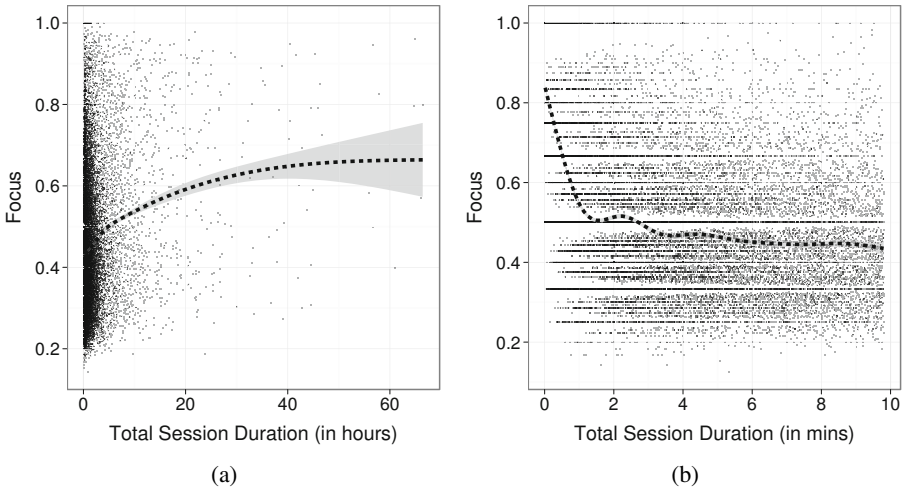 1.0
0.8
0.6
0.4
0.2
Focus
0 20 40 60
Total Session Duration (in hours)
(a)
1.0
0.8
0.6
0.4
0.2
Focus
0 2 4 6 8 10
Total Session Duration (in mins)
(b)